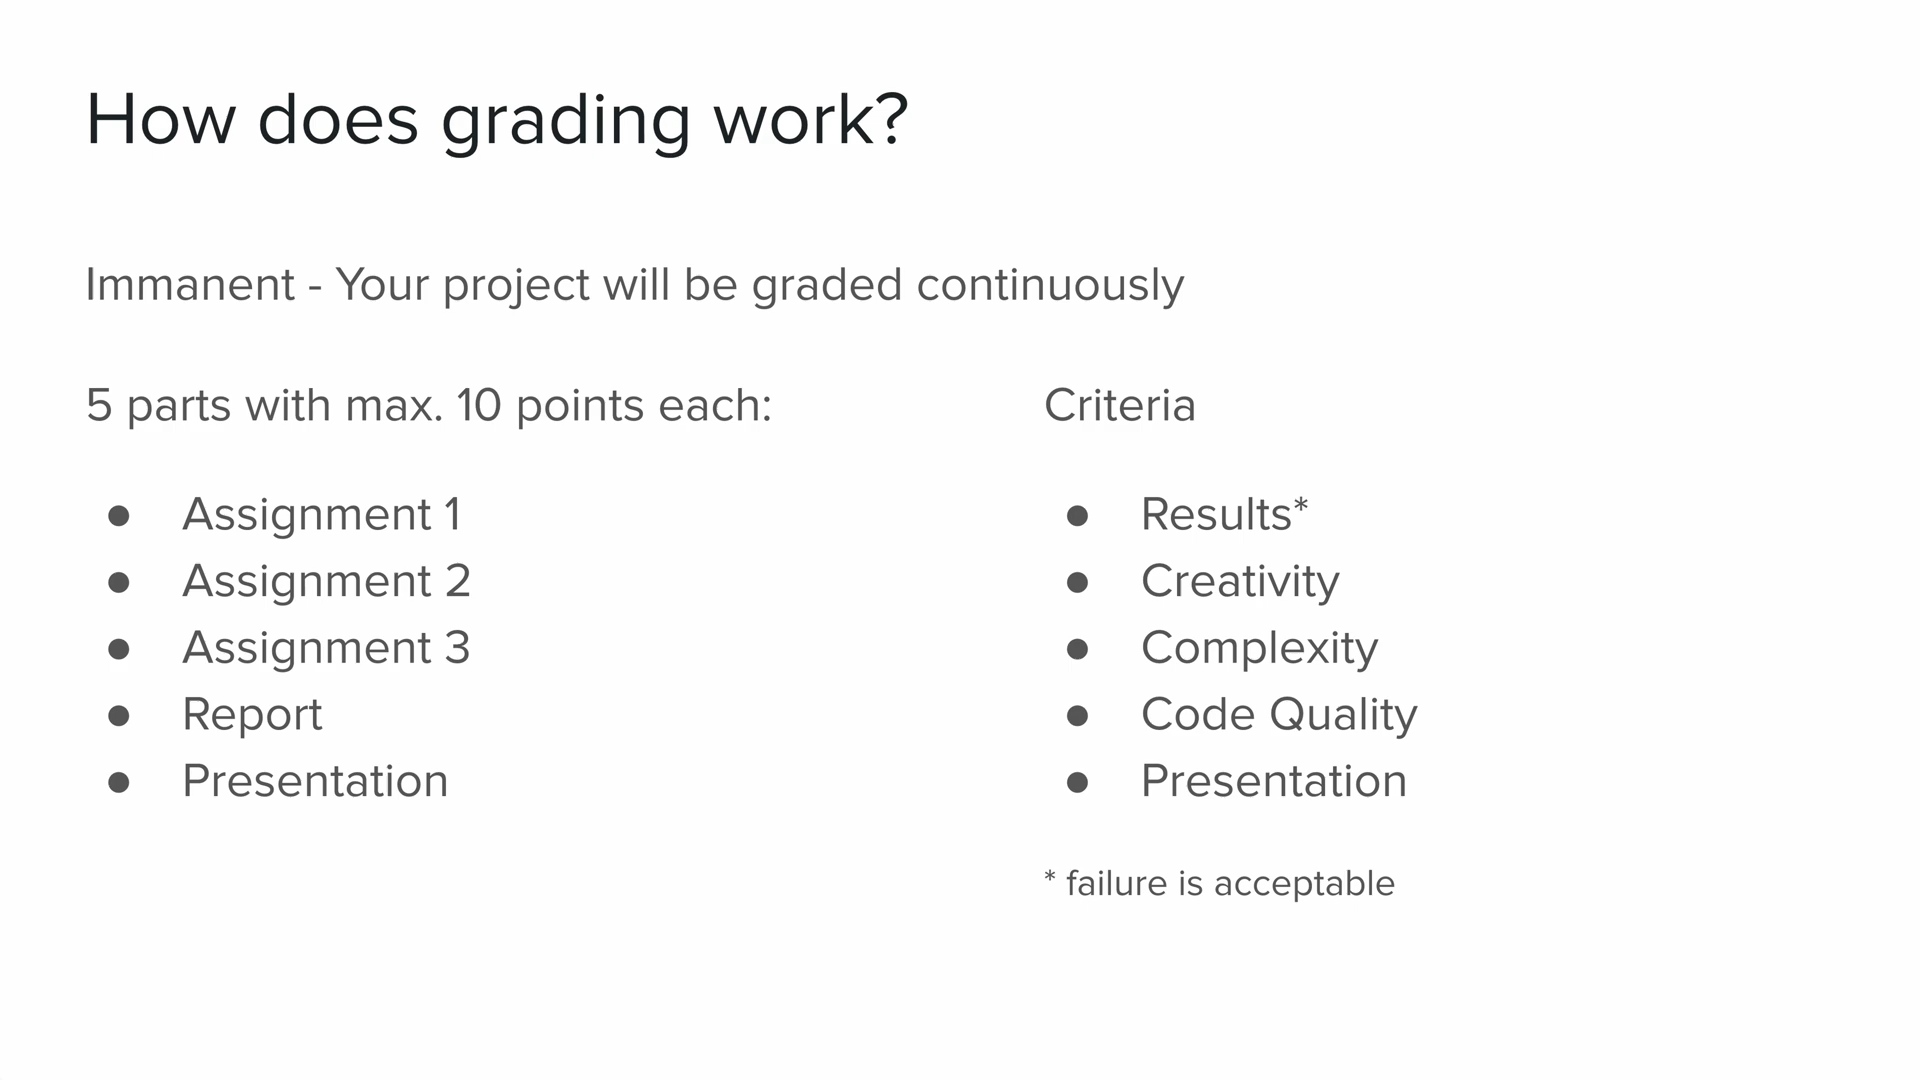 How does grading work?
Immanent - Your project will be graded continuously
5 parts with max. 10 points each:
● Assignment 1
● Assignment 2
● Assignment 3
● Report
● Presentation
Criteria
● Results*
● Creativity
● Complexity
● Code Quality
● Presentation
* failure is acceptable